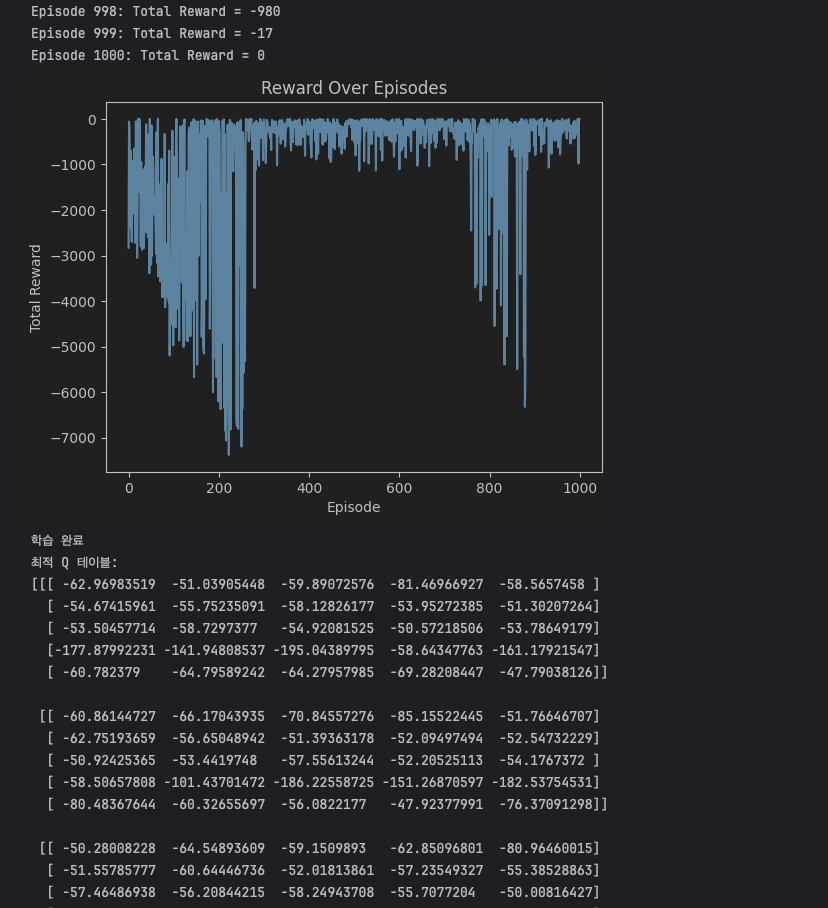 Episode 998: Total Reward = -980
Episode 999: Total Reward = -17
Episode 1000: Total Reward = 0
Reward Over Episodes
0
−1000
−2000
−3000
−4000
−5000
−6000
−7000
Total Reward
0 200 400 600 800 1000
Episode
학습 완료
최적 Q 테이블:
[[[ -62.96983519 -51.03905448 -59.89072576 -81.46966927 -58.5657458 ]
[ -54.67415961 -55.75235091 -58.12826177 -53.95272385 -51.30207264]
[ -53.50457714 -58.7297377 -54.92081525 -50.57218506 -53.78649179]
[-177.87992231 -141.94808537 -195.04389795 -58.64347763 -161.17921547]
[ -60.782379 -64.79589242 -64.27957985 -69.28208447 -47.79038126]]
[[ -60.86144727 -66.17043935 -70.84557276 -85.15522445 -51.76646707]
[ -62.75193659 -56.65048942 -51.39363178 -52.09497494 -52.54732229]
[ -50.92425365 -53.4419748 -57.55613244 -52.20525113 -54.1767372 ]
[ -58.50657808 -101.43701472 -186.22558725 -151.26870597 -182.53754531]
[ -80.48367644 -60.32655697 -56.0822177 -47.92377991 -76.37091298]]
[[ -50.28008228 -64.54893609 -59.1509893 -62.85096801 -80.96460015]
[ -51.55785777 -60.64446736 -52.01813861 -57.23549327 -55.38528863]
[ -57.46486938 -56.20844215 -58.24943708 -55.7077204 -50.00816427]